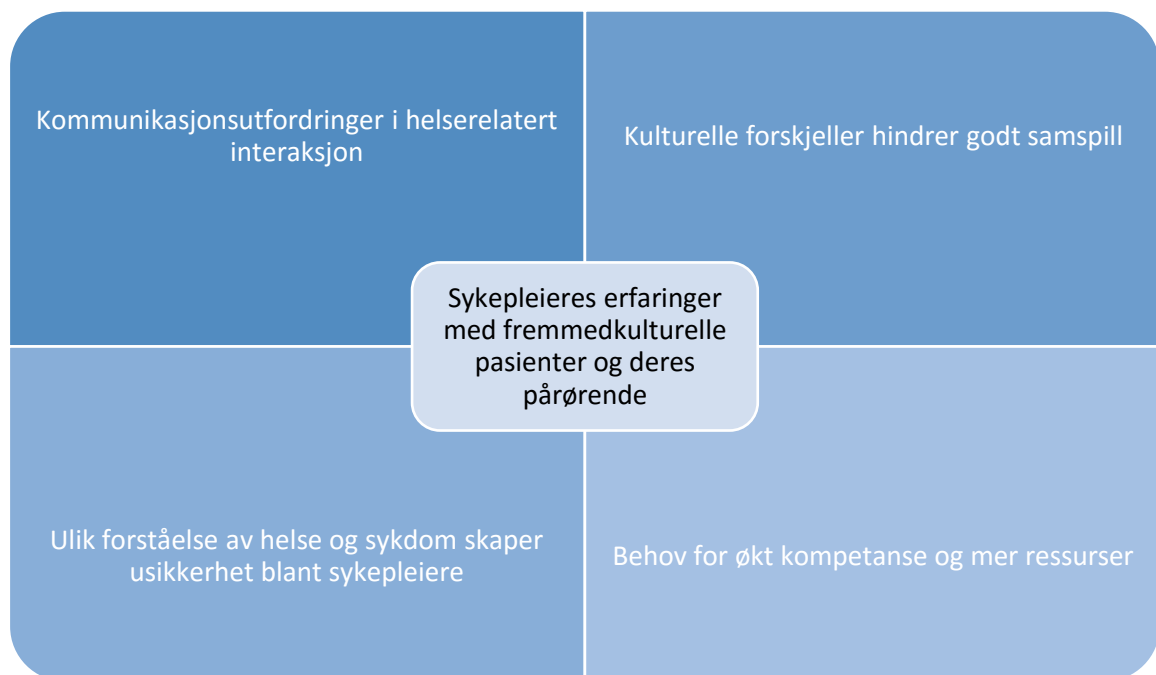 Kommunikasjonsutfordringer i helserelatert
interaksjon
Kulturelle forskjeller hindrer godt samspill
Sykepleieres erfaringer
med fremmedkulturelle
pasienter og deres
pårørende
Ulik forståelse av helse og sykdom skaper
usikkerhet blant sykepleiere
Behov for økt kompetanse og mer ressurser